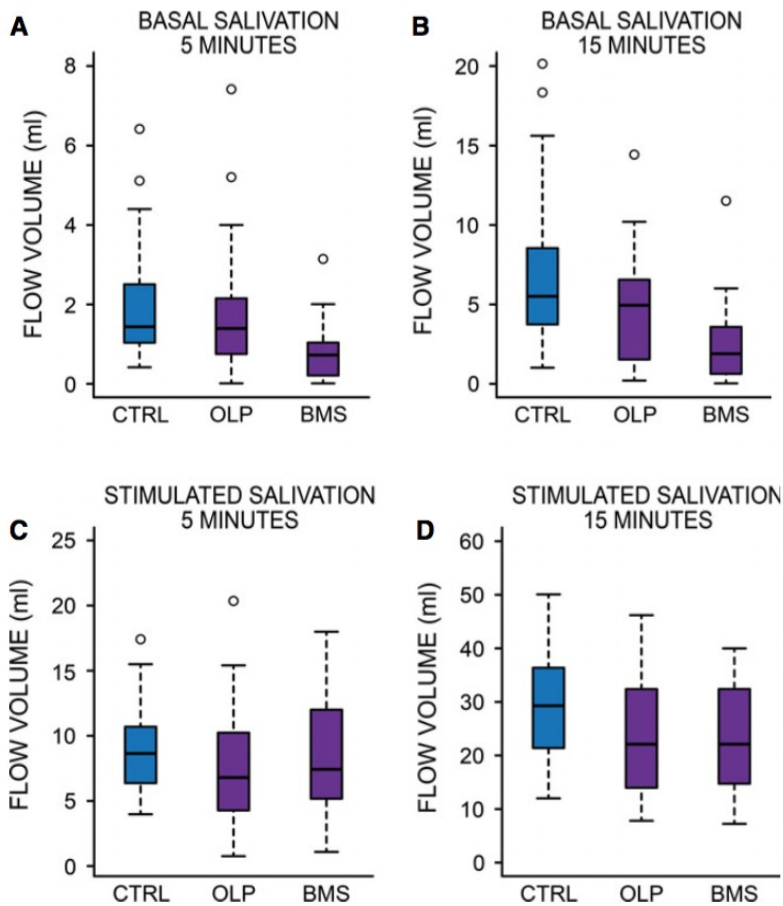 A
BASAL SALIVATION
5 MINUTES
FLOW VOLUME (ml)
8
6
4
2
0
CTRL OLP BMS
B
BASAL SALIVATION
15 MINUTES
FLOW VOLUME (ml)
20
15
10
5
0
CTRL OLP BMS
C
STIMULATED SALIVATION
5 MINUTES
FLOW VOLUME (ml)
25
20
15
10
5
0
CTRL OLP BMS
D
STIMULATED SALIVATION
15 MINUTES
FLOW VOLUME (ml)
60
50
40
30
20
10
0
CTRL OLP BMS